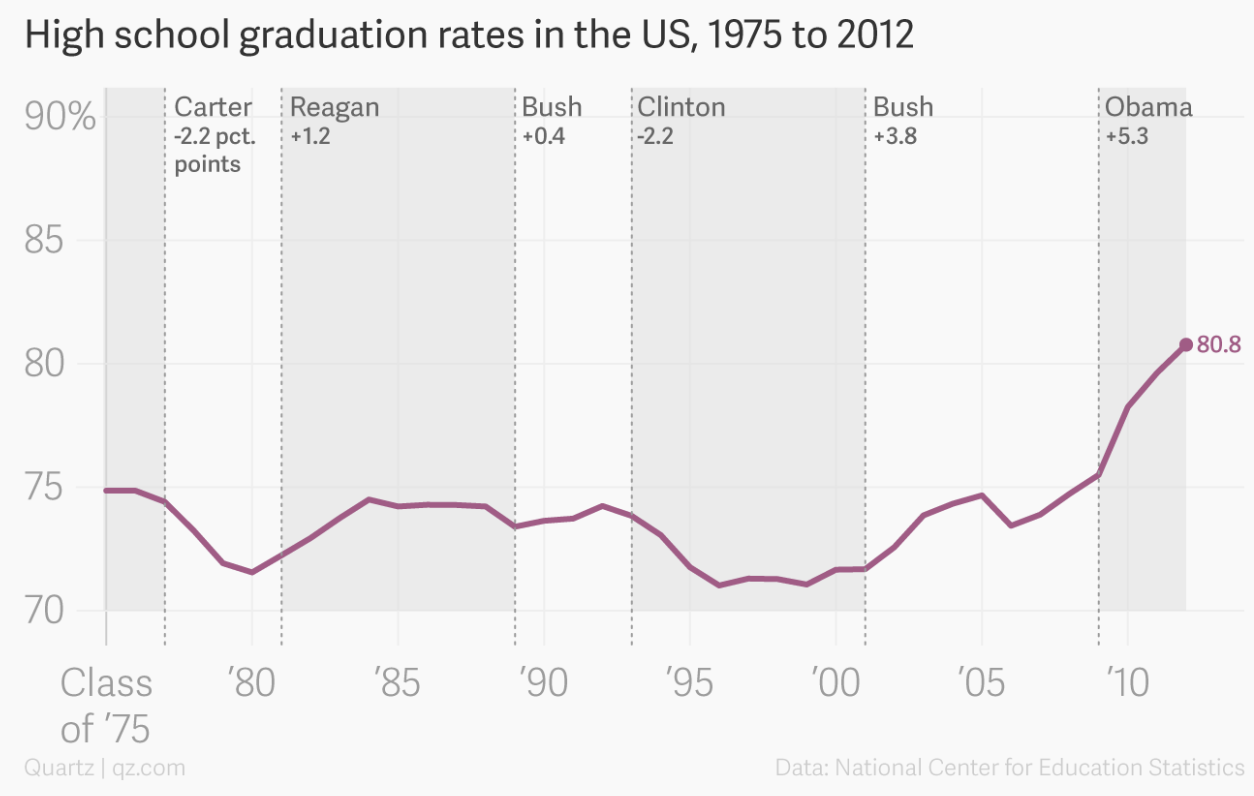 High school graduation rates in the US, 1975 to 2012
90%
Carter
-2.2 pct.
points
Reagan
+1.2
Bush
+0.4
Clinton
-2.2
Bush
+3.8
Obama
+5.3
85
80
80.8
75
70
Class
of ’75
’80
’85
’90
’95
’00
’05
’10
Quartz | qz.com
Data: National Center for Education Statistics